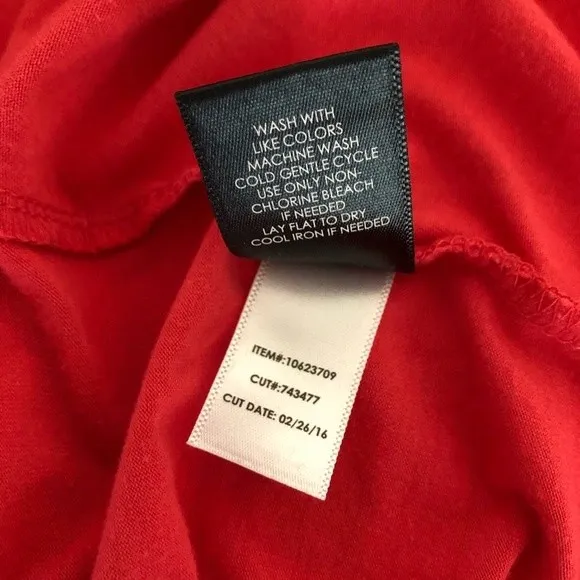 WASH WITH
LIKE COLORS
MACHINE WASH
COLD GENTLE CYCLE
USE ONLY NON-
CHLORINE BLEACH
IF NEEDED
LAY FLAT TO DRY
COOL IRON IF NEEDED
ITEM#:10623709
CUT#:743477
CUT DATE: 02/26/16